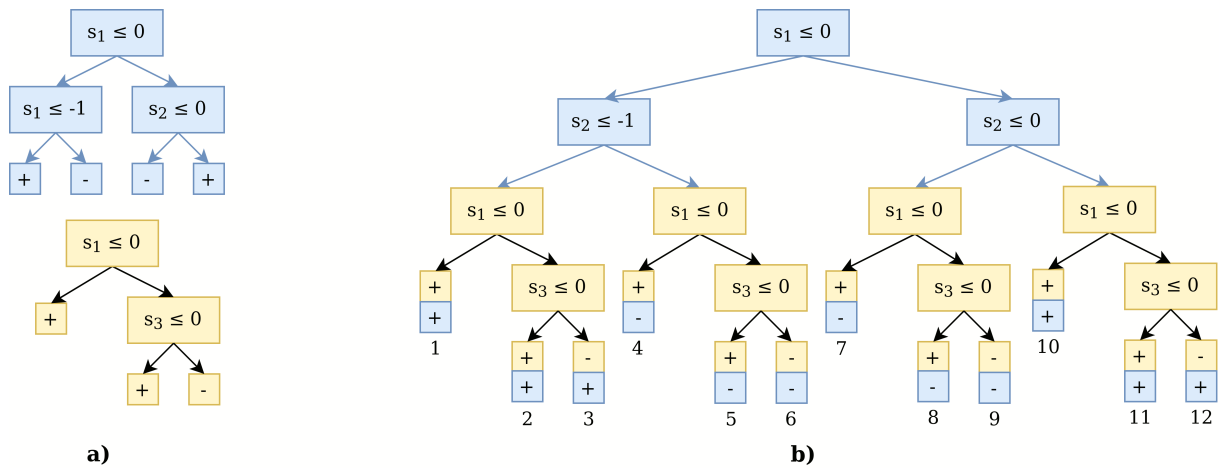 s1 ≤ 0
s1 ≤ -1 s2 ≤ 0
+ - - +
s1 ≤ 0
+ s3 ≤ 0
+ -
a)
s1 ≤ 0
s2 ≤ -1 s2 ≤ 0
s1 ≤ 0 s1 ≤ 0 s1 ≤ 0 s1 ≤ 0
+ s3 ≤ 0 + s3 ≤ 0 + s3 ≤ 0 + s3 ≤ 0
+ - - +
1 4 7 10
+ - + - + - + -
+ + - - - - + +
2 3 5 6 8 9 11 12
b)